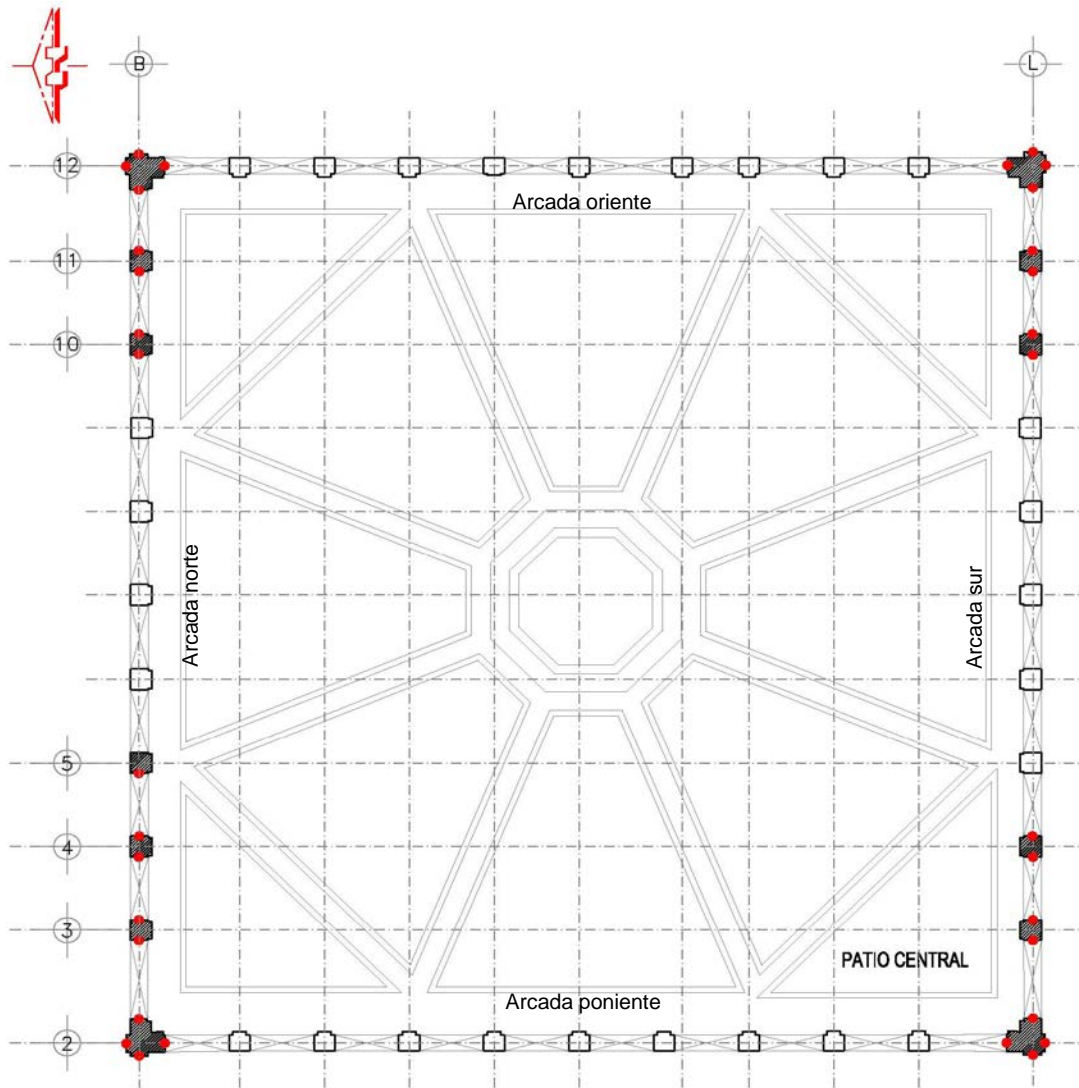 B
L
12
Arcada oriente
11
10
Arcada norte
Arcada sur
5
4
3
PATIO CENTRAL
Arcada poniente
2